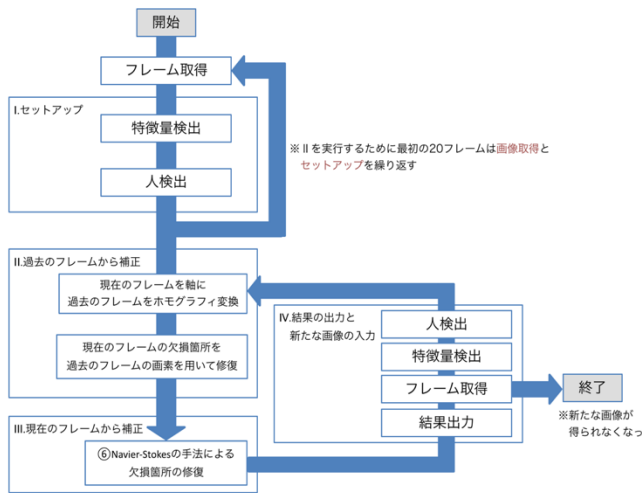 開始
フレーム取得
I.セットアップ
特徴量検出
人検出
※Ⅱを実行するために最初の20フレームは画像取得と
セットアップを繰り返す
II.過去のフレームから補正
現在のフレームを軸に
過去のフレームをホモグラフィ変換
現在のフレームの欠損箇所を
過去のフレームの画素を用いて修復
III.現在のフレームから補正
⑥Navier-Stokesの手法による
欠損箇所の修復
IV.結果の出力と
新たな画像の入力
人検出
特徴量検出
フレーム取得
結果出力
終了
※新たな画像が
得られなくなっ